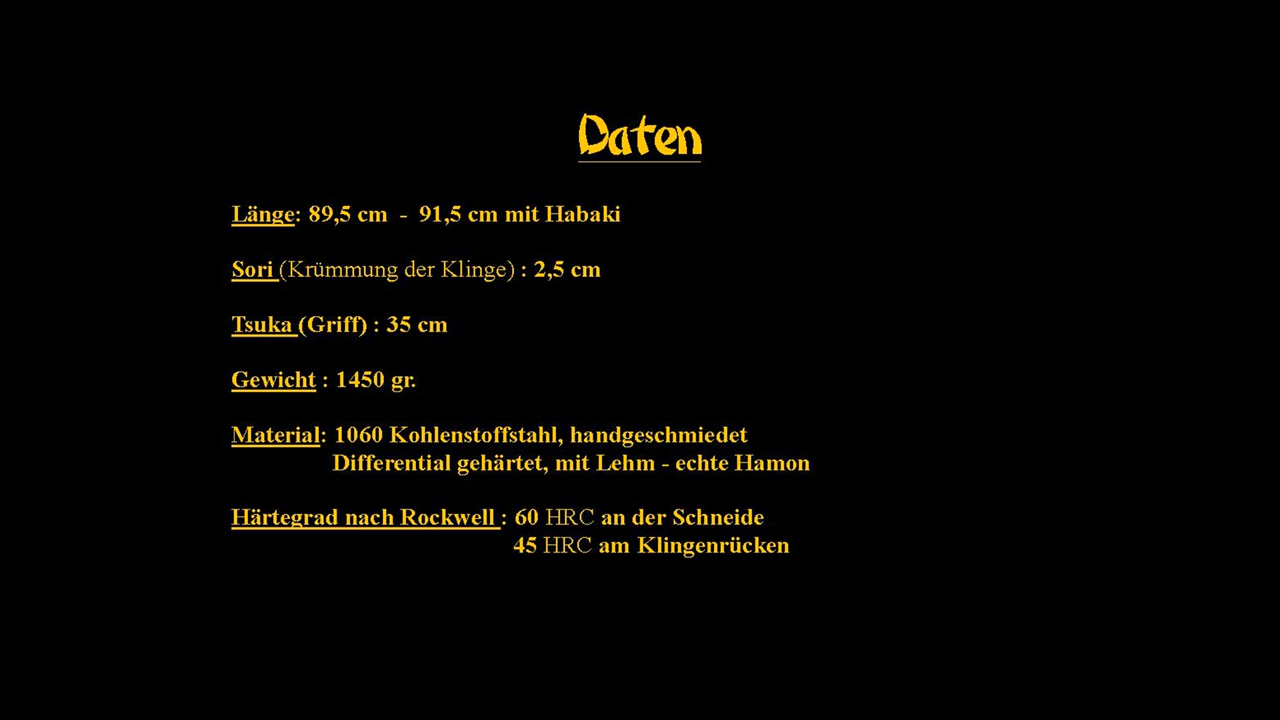 Daten
Länge: 89,5 cm - 91,5 cm mit Habaki
Sori (Krümmung der Klinge) : 2,5 cm
Tsuka (Griff) : 35 cm
Gewicht : 1450 gr.
Material: 1060 Kohlenstoffstahl, handgeschmiedet
Differential gehärtet, mit Lehm - echte Hamon
Härtegrad nach Rockwell : 60 HRC an der Schneide
45 HRC am Klingenrücken